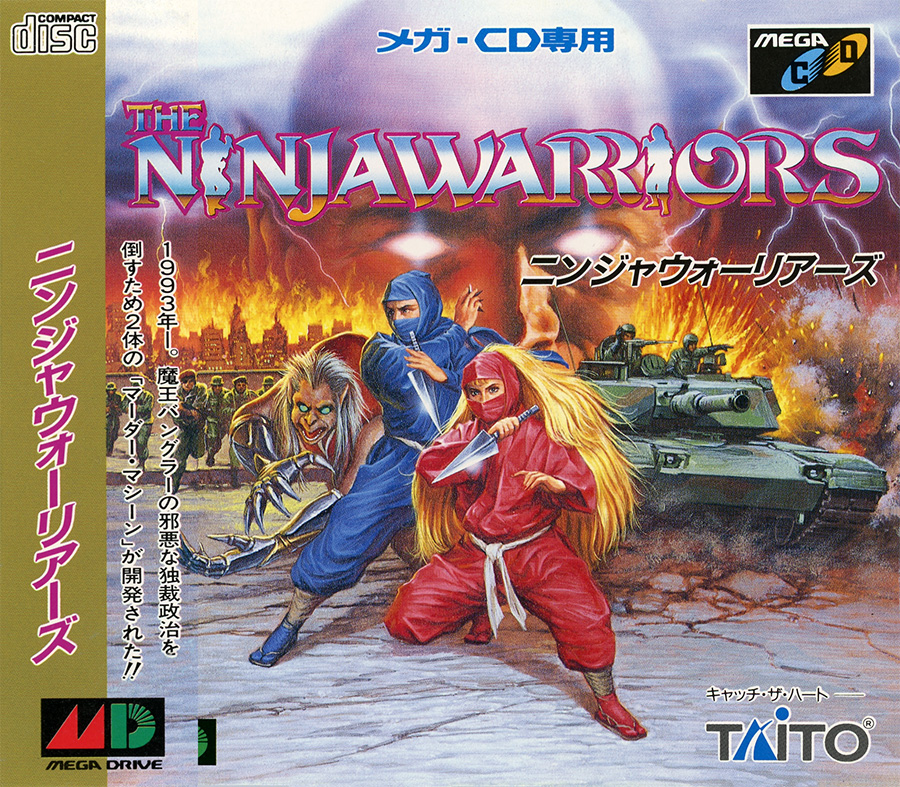 COMPACT
disc
メガ-CD専用
MEGA
CD
THE
NINJAWARRIORS
ニンジャウォーリアーズ
1993年ー。魔王バングラーの邪悪な独裁政治を
倒すため2体の「マーダー・マシーン」が開発された!!
ニンジャウォーリアーズ
MD
MEGA DRIVE
キャッチ・ザ・ハート
TAITO®